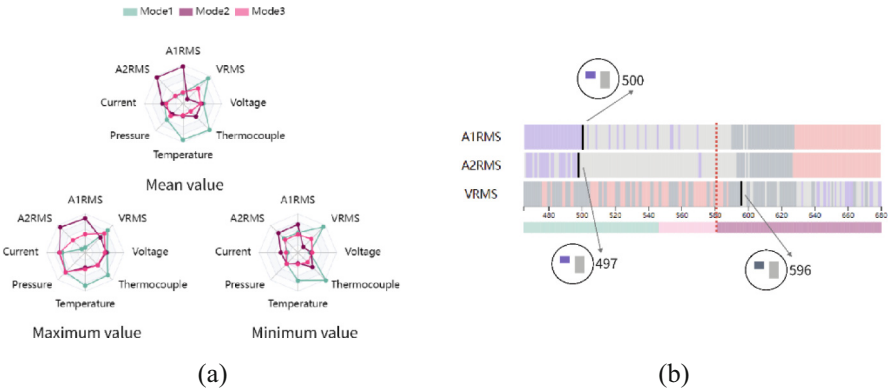 Mode1 Mode2 Mode3
A1RMS
A2RMS VRMS
Current Voltage
Pressure Thermocouple
Temperature
Mean value
A1RMS
A2RMS VRMS
Current Voltage
Pressure Thermocouple
Temperature
Maximum value
A1RMS
A2RMS VRMS
Current Voltage
Pressure Thermocouple
Temperature
Minimum value
(a)
500
A1RMS
A2RMS
VRMS
480 500 520 540 560 580 600 620 640 660 680
497
596
(b)